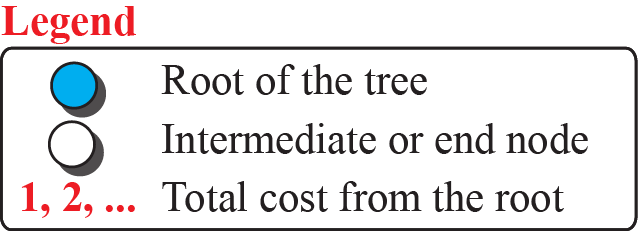 Legend
Root of the tree
Intermediate or end node
1, 2, ... Total cost from the root